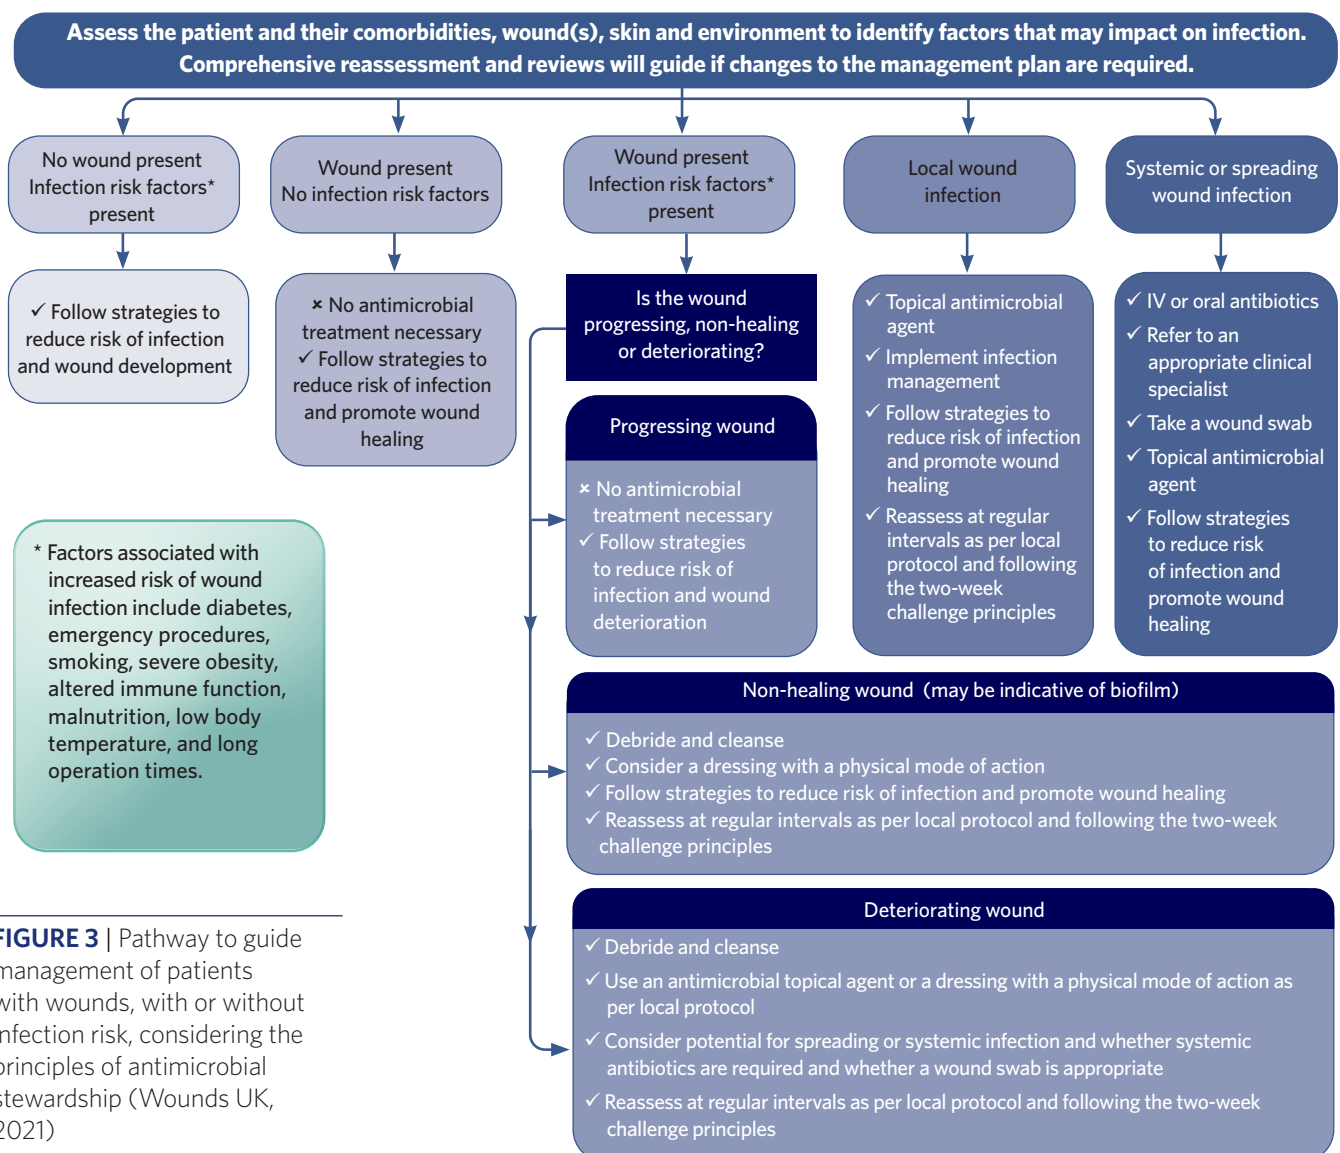 Assess the patient and their comorbidities, wound(s), skin and environment to identify factors that may impact on infection.
Comprehensive reassessment and reviews will guide if changes to the management plan are required.
No wound present
Infection risk factors*
present
Wound present
No infection risk factors
Wound present
Infection risk factors*
present
Local wound
infection
Systemic or spreading
wound infection
✓ Follow strategies to
reduce risk of infection
and wound development
× No antimicrobial
treatment necessary
✓ Follow strategies to
reduce risk of infection
and promote wound
healing
Is the wound
progressing, non-healing
or deteriorating?
Progressing wound
× No antimicrobial
treatment necessary
✓ Follow strategies
to reduce risk of
infection and wound
deterioration
✓ Topical antimicrobial
agent
✓ Implement infection
management
✓ Follow strategies to
reduce risk of infection
and promote wound
healing
✓ Reassess at regular
intervals as per local
protocol and following
the two-week
challenge principles
✓ IV or oral antibiotics
✓ Refer to an
appropriate clinical
specialist
✓ Take a wound swab
✓ Topical antimicrobial
agent
✓ Follow strategies
to reduce risk
of infection and
promote wound
healing
* Factors associated with
increased risk of wound
infection include diabetes,
emergency procedures,
smoking, severe obesity,
altered immune function,
malnutrition, low body
temperature, and long
operation times.
Non-healing wound (may be indicative of biofilm)
✓ Debride and cleanse
✓ Consider a dressing with a physical mode of action
✓ Follow strategies to reduce risk of infection and promote wound healing
✓ Reassess at regular intervals as per local protocol and following the two-week
challenge principles
Deteriorating wound
✓ Debride and cleanse
✓ Use an antimicrobial topical agent or a dressing with a physical mode of action as
per local protocol
✓ Consider potential for spreading or systemic infection and whether systemic
antibiotics are required and whether a wound swab is appropriate
✓ Reassess at regular intervals as per local protocol and following the two-week
challenge principles
FIGURE 3 | Pathway to guide
management of patients
with wounds, with or without
infection risk, considering the
principles of antimicrobial
stewardship (Wounds UK,
2021)